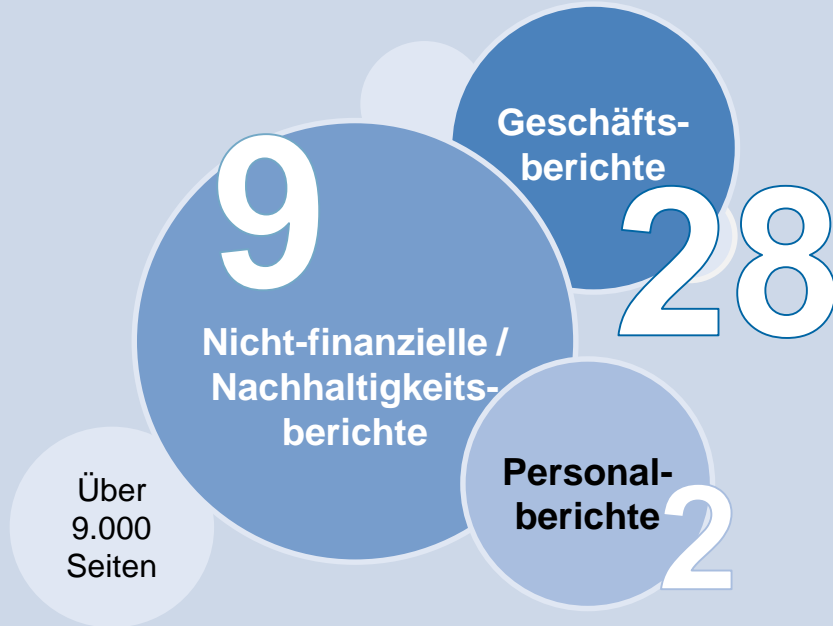 Geschäfts-
berichte
28
9
Nicht-finanzielle /
Nachhaltigkeits-
berichte
Personal-
berichte
2
Über
9.000
Seiten